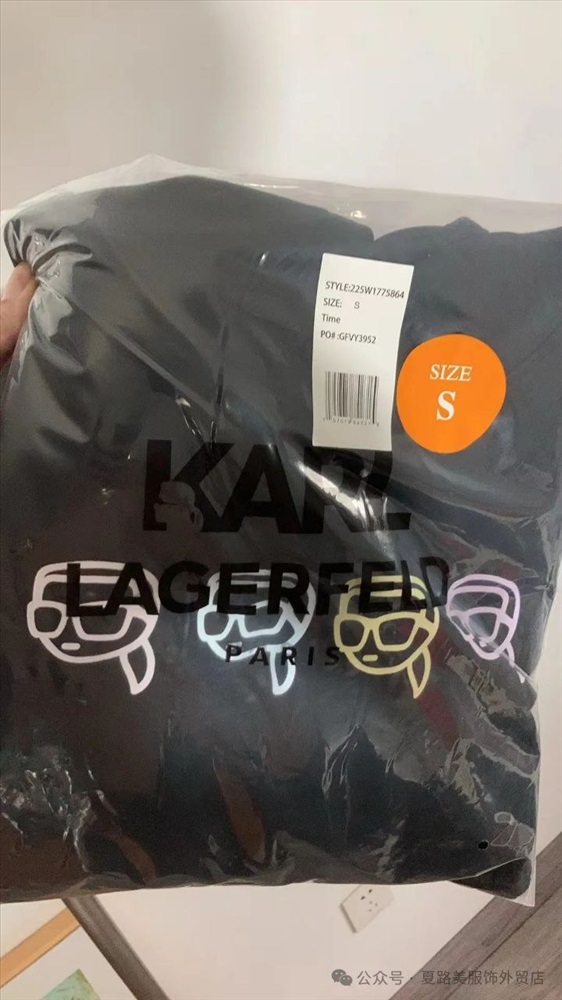 STYLE:225W1775864
SIZE: S
Time
PO# :GFVY3952
SIZE
S
KARL
LAGERFELD
PARIS
公众号 · 夏路美服饰外贸店